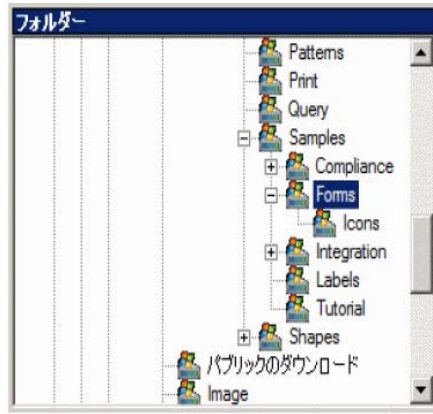 フォルダー
Patterns
Print
Query
Samples
Compliance
Forms
Icons
Integration
Labels
Tutorial
Shapes
パブリックのダウンロード
Image